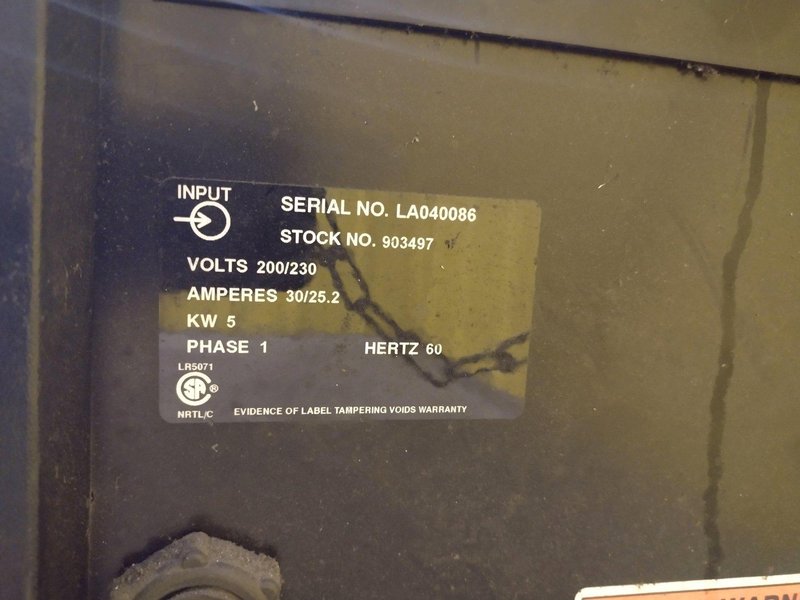 INPUT
SERIAL NO. LA040086
STOCK NO. 903497
VOLTS 200/230
AMPERES 30/25.2
KW 5
PHASE 1 HERTZ 60
LR5071
SA ®
NRTL/C
EVIDENCE OF LABEL TAMPERING VOIDS WARRANTY